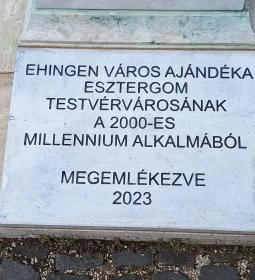 EHINGEN VÁROS AJÁNDÉKA
ESZTERGOM
TESTVÉRVÁROSÁNAK
A 2000-ES
MILLENNIUM ALKALMÁBÓL
MEGEMLÉKEZVE
2023